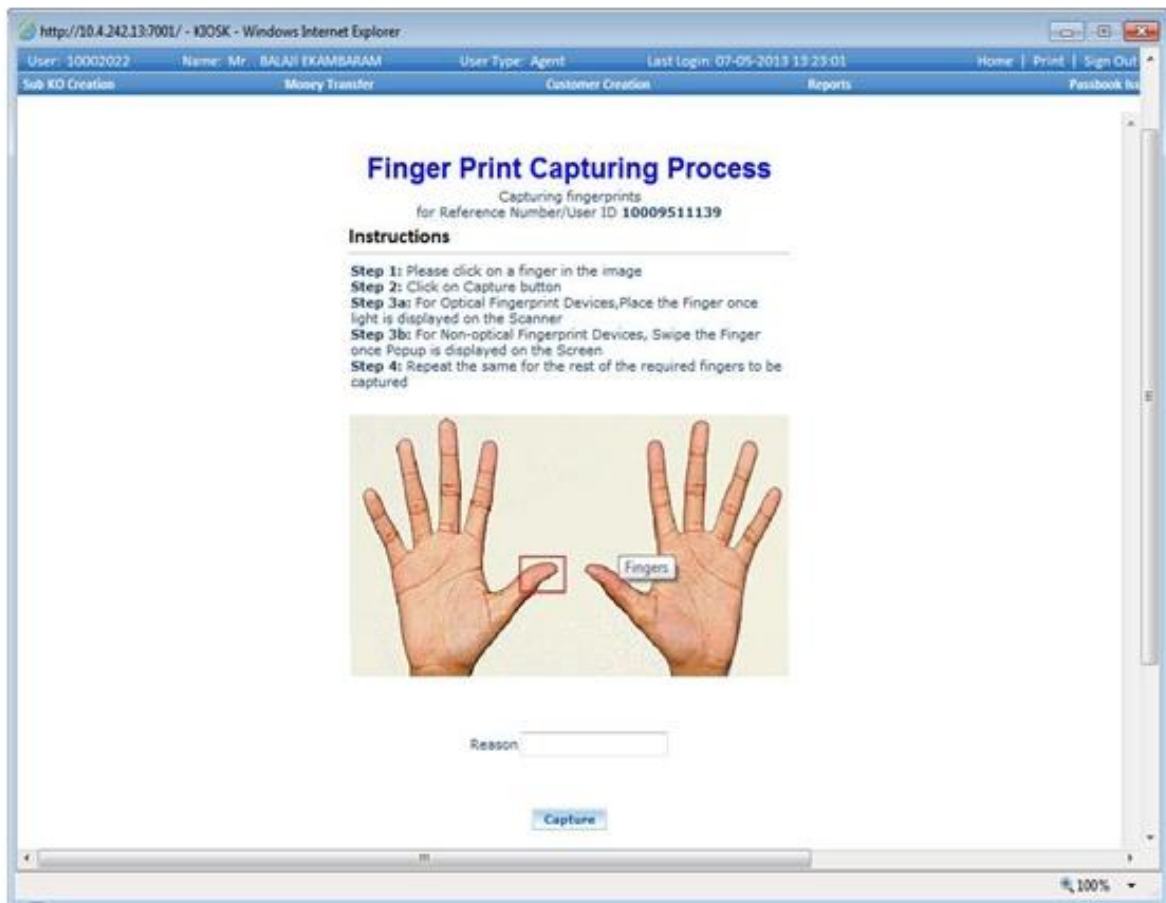 http://10.4.242.13:7001/ - KIOSK - Windows Internet Explorer
User: 10002022 Name: Mr. BALAJI EKAMBARAM User Type: Agent Last Login: 07-05-2013 13:23:01 Home | Print | Sign Out
Sub KO Creation Money Transfer Customer Creation Reports Passbook Iss
Finger Print Capturing Process
Capturing fingerprints
for Reference Number/User ID 10009511139
Instructions
Step 1: Please click on a finger in the image
Step 2: Click on Capture button
Step 3a: For Optical Fingerprint Devices,Place the Finger once
light is displayed on the Scanner
Step 3b: For Non-optical Fingerprint Devices, Swipe the Finger
once Popup is displayed on the Screen
Step 4: Repeat the same for the rest of the required fingers to be
captured
Fingers
Reason
Capture
100%